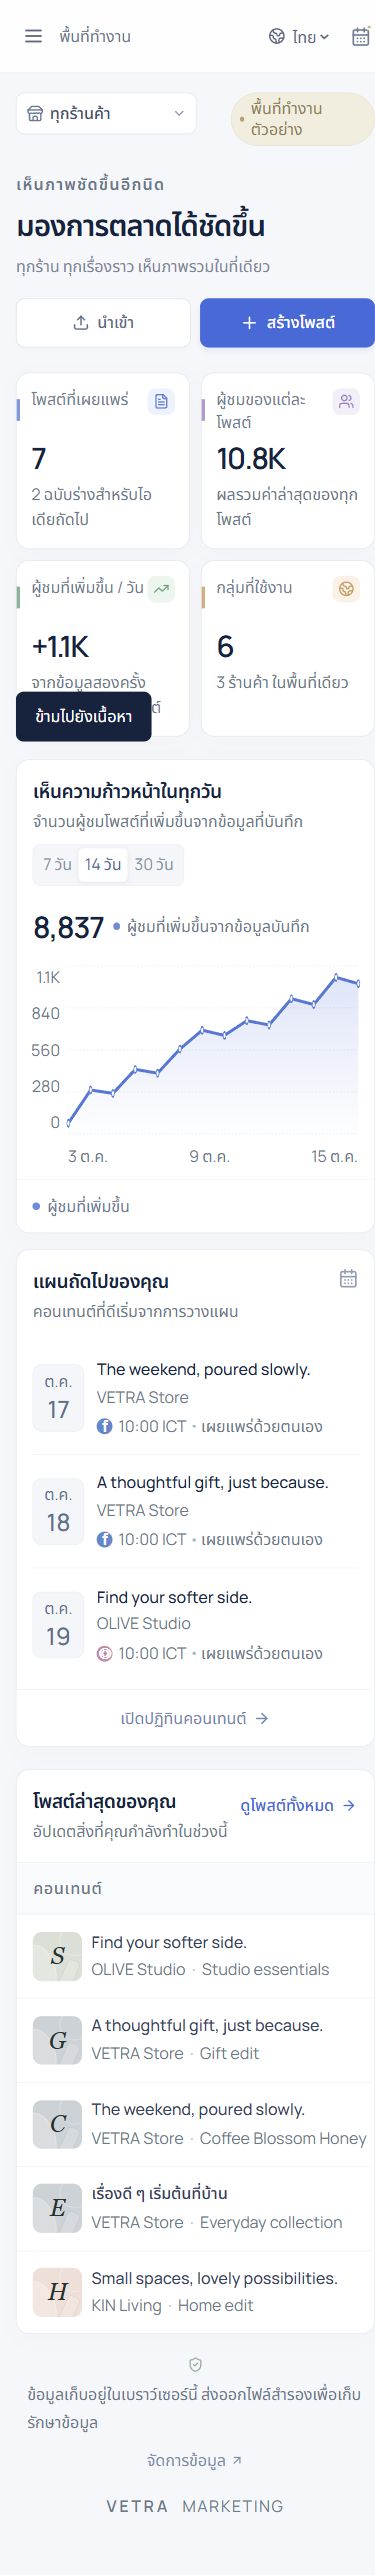 พื้นที่ทำงาน
ไทย
ทุกร้านค้า
พื้นที่ทำงาน
ตัวอย่าง
เห็นภาพชัดขึ้นอีกนิด
มองการตลาดได้ชัดขึ้น
ทุกร้าน ทุกเรื่องราว เห็นภาพรวมในที่เดียว
นำเข้า
สร้างโพสต์
โพสต์ที่เผยแพร่
7
2 ฉบับร่างสำหรับไอ
เดียถัดไป
ผู้ชมของแต่ละ
โพสต์
10.8K
ผลรวมค่าล่าสุดของทุก
โพสต์
ผู้ชมที่เพิ่มขึ้น / วัน
+1.1K
จากข้อมูลสองครั้ง
ข้ามไปยังเนื้อหา
กลุ่มที่ใช้งาน
6
3 ร้านค้า ในพื้นที่เดียว
เห็นความก้าวหน้าในทุกวัน
จำนวนผู้ชมโพสต์ที่เพิ่มขึ้นจากข้อมูลที่บันทึก
7 วัน 14 วัน 30 วัน
8,837 ผู้ชมที่เพิ่มขึ้นจากข้อมูลบันทึก
1.1K
840
560
280
0
3 ต.ค. 9 ต.ค. 15 ต.ค.
ผู้ชมที่เพิ่มขึ้น
แผนถัดไปของคุณ
คอนเทนต์ที่ดีเริ่มจากการวางแผน
ต.ค.
17
The weekend, poured slowly.
VETRA Store
10:00 ICT • เผยแพร่ด้วยตนเอง
ต.ค.
18
A thoughtful gift, just because.
VETRA Store
10:00 ICT • เผยแพร่ด้วยตนเอง
ต.ค.
19
Find your softer side.
OLIVE Studio
10:00 ICT • เผยแพร่ด้วยตนเอง
เปิดปฏิทินคอนเทนต์ →
โพสต์ล่าสุดของคุณ
ดูโพสต์ทั้งหมด →
อัปเดตสิ่งที่คุณกำลังทำในช่วงนี้
คอนเทนต์
S
Find your softer side.
OLIVE Studio · Studio essentials
G
A thoughtful gift, just because.
VETRA Store · Gift edit
C
The weekend, poured slowly.
VETRA Store · Coffee Blossom Honey
E
เรื่องดี ๆ เริ่มต้นที่บ้าน
VETRA Store · Everyday collection
H
Small spaces, lovely possibilities.
KIN Living · Home edit
ข้อมูลเก็บอยู่ในเบราว์เซอร์นี้ ส่งออกไฟล์สำรองเพื่อเก็บ
รักษาข้อมูล
จัดการข้อมูล ↗
VETRA MARKETING